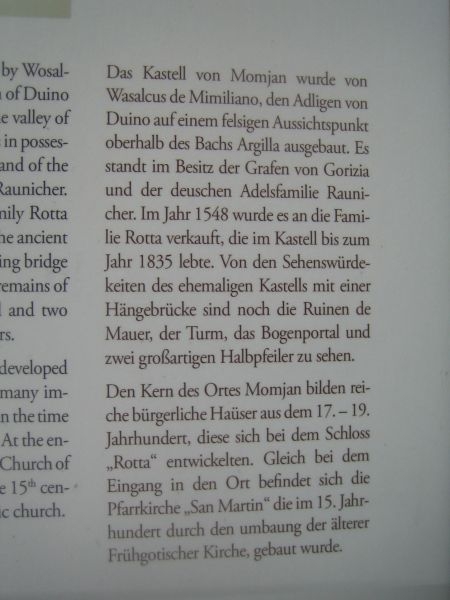 by Wosal-
of Duino
e valley of
in posses-
and of the
Raunicher.
mily Rotta
he ancient
ing bridge
remains of
and two
rs.
developed
many im-
n the time
At the en-
Church of
e 15th cen-
ic church.
Das Kastell von Momjan wurde von
Wasalcus de Mimiliano, den Adligen von
Duino auf einem felsigen Aussichtspunkt
oberhalb des Bachs Argilla ausgebaut. Es
standt im Besitz der Grafen von Gorizia
und der deuschen Adelsfamilie Rauni-
cher. Im Jahr 1548 wurde es an die Fami-
lie Rotta verkauft, die im Kastell bis zum
Jahr 1835 lebte. Von den Sehenswürde-
keiten des ehemaligen Kastells mit einer
Hängebrücke sind noch die Ruinen de
Mauer, der Turm, das Bogenportal und
zwei großartigen Halbpfeiler zu sehen.
Den Kern des Ortes Momjan bilden rei-
che bürgerliche Haüser aus dem 17. – 19.
Jahrhundert, diese sich bei dem Schloss
„Rotta“ entwickelten. Gleich bei dem
Eingang in den Ort befindet sich die
Pfarrkirche „San Martin“ die im 15. Jahr-
hundert durch den umbaung der älterer
Frühgotischer Kirche, gebaut wurde.